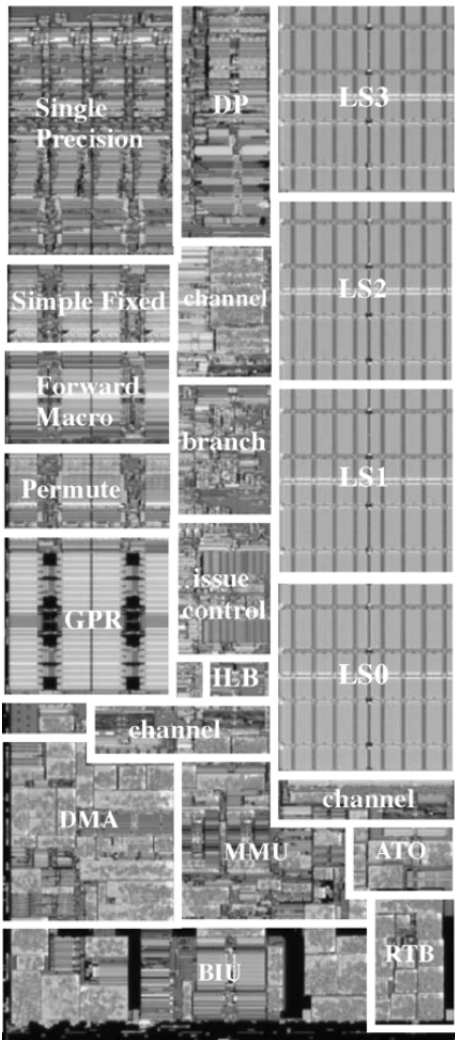 Single
Precision
DP
LS3
Simple Fixed
channel
LS2
Forward
Macro
branch
LS1
Permute
issue
control
GPR
ILB
LS0
channel
channel
DMA
MMU
ATO
BIU
RTB